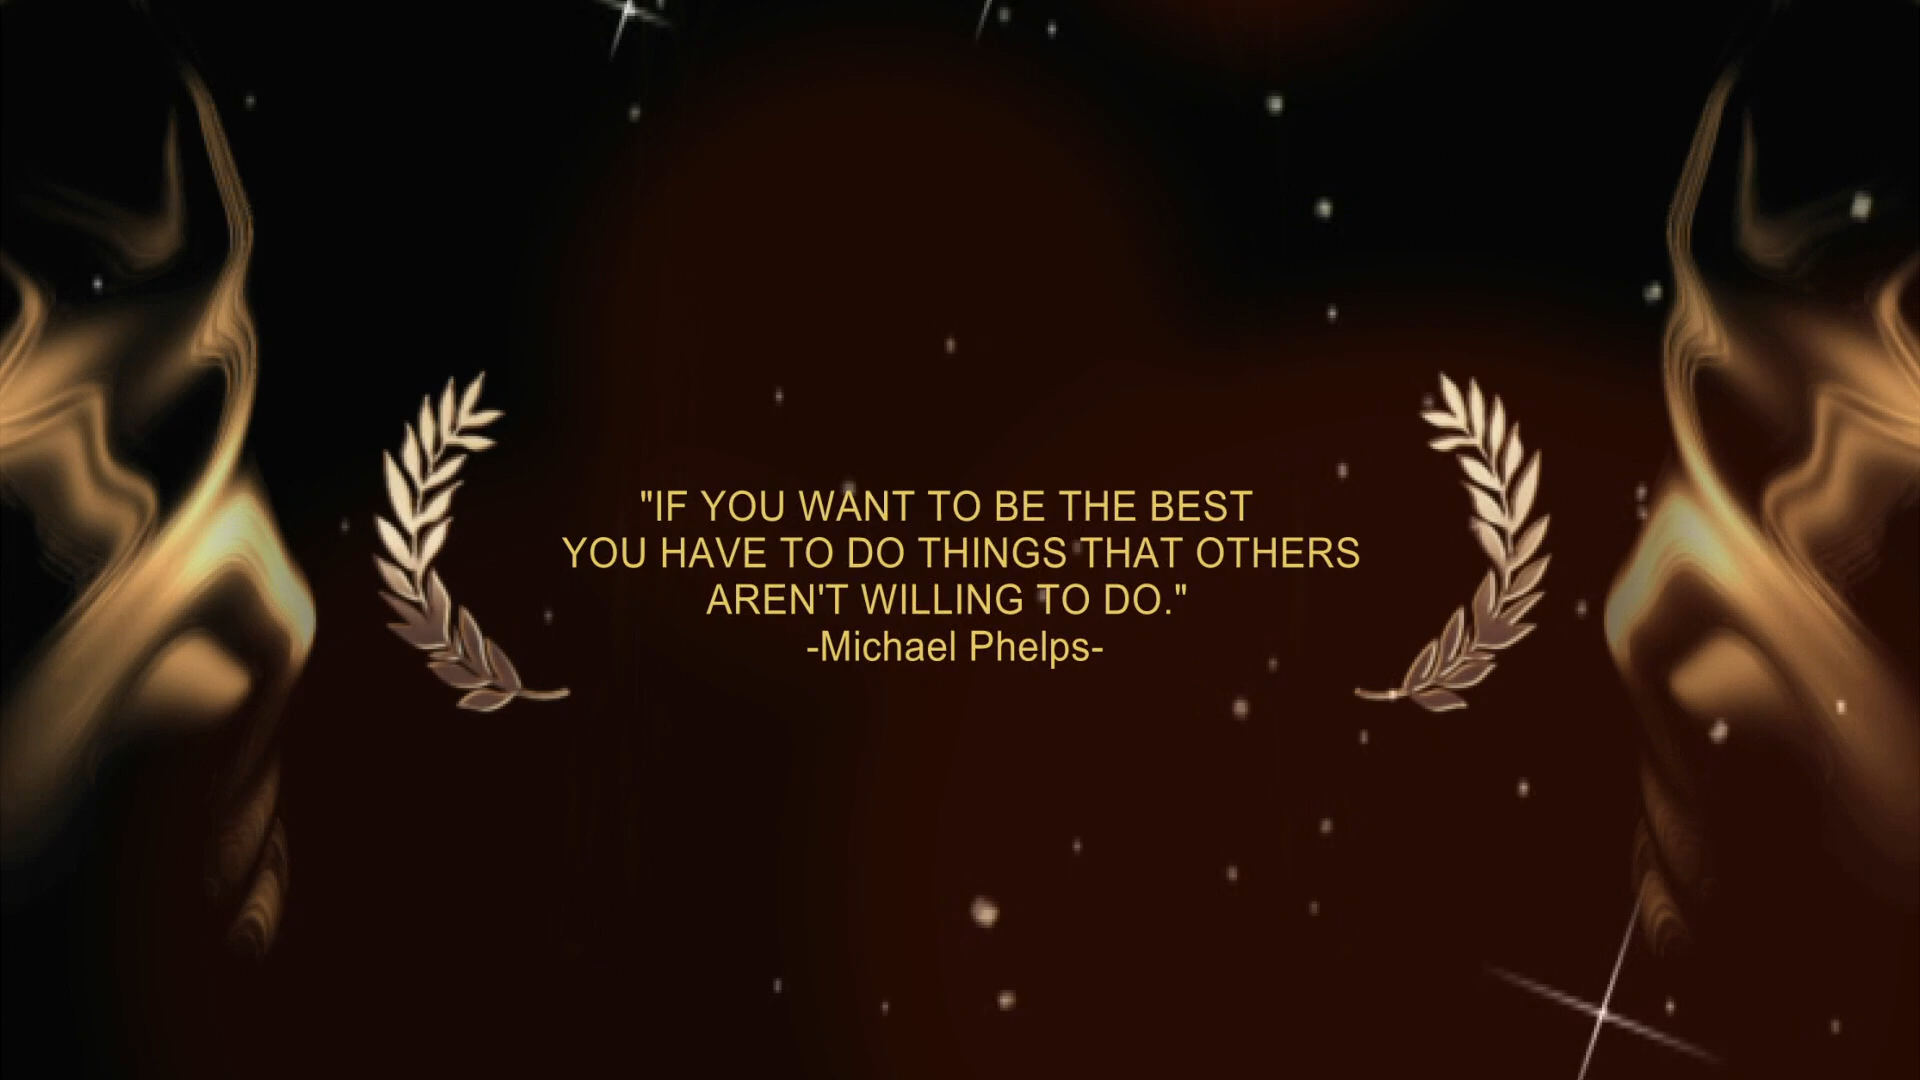 "IF YOU WANT TO BE THE BEST
YOU HAVE TO DO THINGS THAT OTHERS
AREN'T WILLING TO DO."
-Michael Phelps-